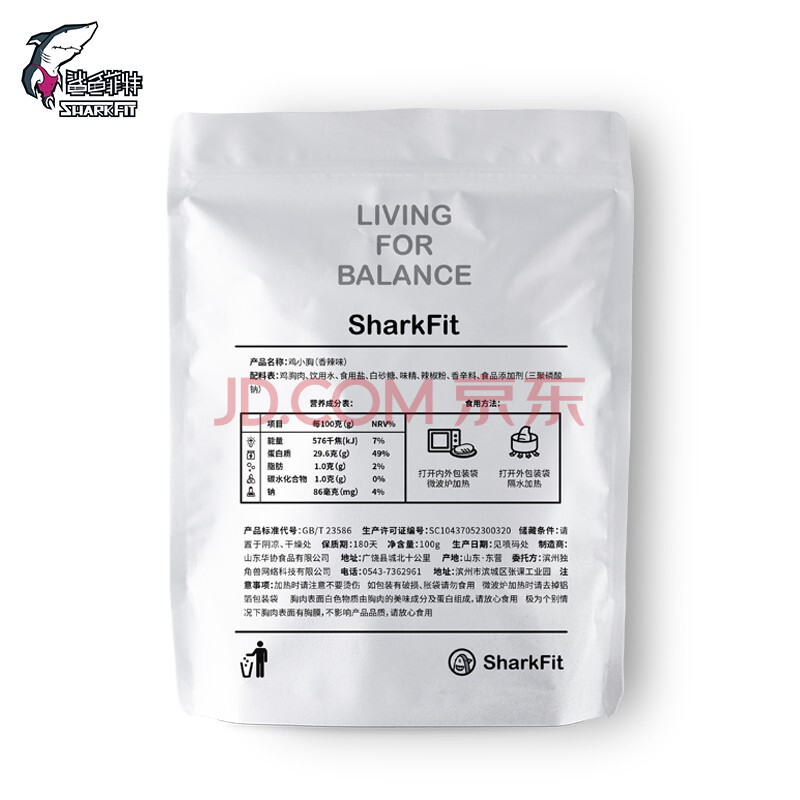 鲨鱼菲特
SHARKFIT
LIVING
FOR
BALANCE
SharkFit
产品名称:鸡小胸(香辣味)
配料表:鸡胸肉、饮用水、食用盐、白砂糖、味精、辣椒粉、香辛料、食品添加剂(三聚磷酸
钠)
JD.COM 京东
营养成分表: 食用方法:
项目 每100克(g) NRV%
能量 576千焦(kJ) 7%
蛋白质 29.6克(g) 49%
脂肪 1.0克(g) 2%
碳水化合物 1.0克(g) 0%
钠 86毫克(mg) 4%
打开内外包装袋 打开外包装袋
微波炉加热 隔水加热
产品标准代号:GB/T 23586 生产许可证编号:SC10437052300320 储藏条件:请
置于阴凉、干燥处 保质期:180天 净含量:100g 生产日期:见喷码处 制造商:
山东华协食品有限公司 地址:广饶县城北十公里 产地:山东·东营 委托方:滨州独
角兽网络科技有限公司 电话:0543-7362961 地址:滨州市滨城区张课工业园 注
意事项:加热时请注意不要烫伤 如包装有破损、胀袋请勿食用 微波炉加热时请去掉铝
箔包装袋 胸肉表面白色物质由胸肉的美味成分及蛋白组成,请放心食用 极为个别情
况下胸肉表面有胸膜,不影响产品品质,请放心食用
SharkFit